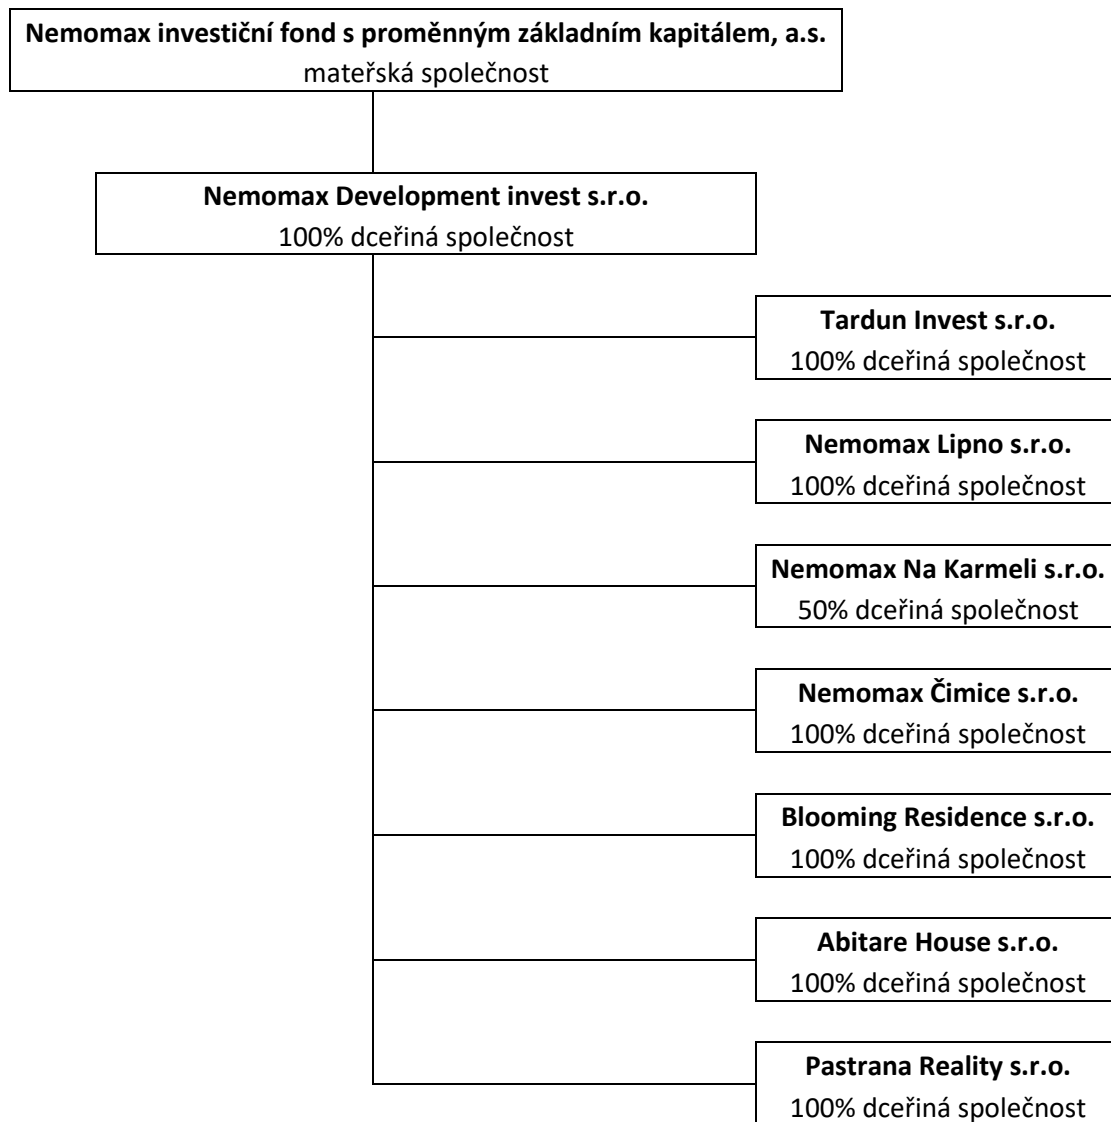 Nemomax investiční fond s proměnným základním kapitálem, a.s.
mateřská společnost
Nemomax Development invest s.r.o.
100% dceřiná společnost
Tardun Invest s.r.o.
100% dceřiná společnost
Nemomax Lipno s.r.o.
100% dceřiná společnost
Nemomax Na Karmeli s.r.o.
50% dceřiná společnost
Nemomax Čimice s.r.o.
100% dceřiná společnost
Blooming Residence s.r.o.
100% dceřiná společnost
Abitare House s.r.o.
100% dceřiná společnost
Pastrana Reality s.r.o.
100% dceřiná společnost